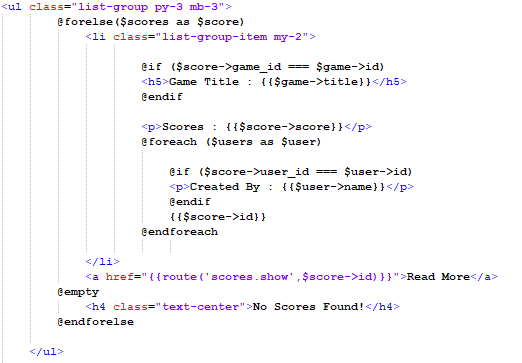 <ul class="list-group py-3 mb-3">
@forelse($scores as $score)
<li class="list-group-item my-2">
@if ($score->game_id === $game->id)
<h5>Game Title : {{$game->title}}</h5>
@endif
<p>Scores : {{$score->score}}</p>
@foreach ($users as $user)
@if ($score->user_id === $user->id)
<p>Created By : {{$user->name}}</p>
@endif
{{$score->id}}
@endforeach
</li>
<a href="{{route('scores.show',$score->id)}}">Read More</a>
@empty
<h4 class="text-center">No Scores Found!</h4>
@endforelse
</ul>